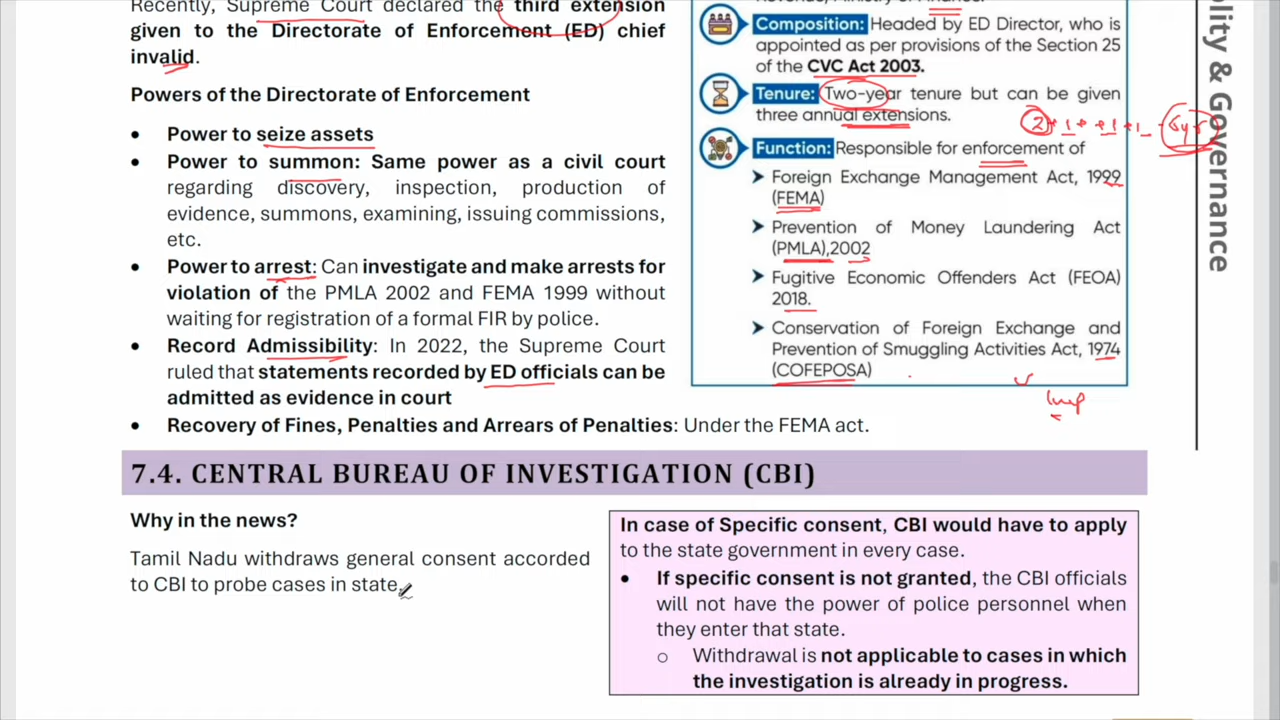 Recently, Supreme Court declared the third extension
given to the Directorate of Enforcement (ED) chief
invalid.
Powers of the Directorate of Enforcement
• Power to seize assets
• Power to summon: Same power as a civil court
regarding discovery, inspection, production of
evidence, summons, examining, issuing commissions,
etc.
• Power to arrest: Can investigate and make arrests for
violation of the PMLA 2002 and FEMA 1999 without
waiting for registration of a formal FIR by police.
• Record Admissibility: In 2022, the Supreme Court
ruled that statements recorded by ED officials can be
admitted as evidence in court
• Recovery of Fines, Penalties and Arrears of Penalties: Under the FEMA act.
Revenue, Ministry of Finance.
Composition: Headed by ED Director, who is
appointed as per provisions of the Section 25
of the CVC Act 2003.
Tenure: Two-year tenure but can be given
three annual extensions.
2+1+1+1 5yr
Function: Responsible for enforcement of
➤ Foreign Exchange Management Act, 1999
(FEMA)
➤ Prevention of Money Laundering Act
(PMLA),2002
➤ Fugitive Economic Offenders Act (FEOA)
2018.
➤ Conservation of Foreign Exchange and
Prevention of Smuggling Activities Act, 1974
(COFEPOSA)
Imp
lity & Governance
7.4. CENTRAL BUREAU OF INVESTIGATION (CBI)
Why in the news?
Tamil Nadu withdraws general consent accorded
to CBI to probe cases in state.
In case of Specific consent, CBI would have to apply
to the state government in every case.
• If specific consent is not granted, the CBI officials
will not have the power of police personnel when
they enter that state.
o Withdrawal is not applicable to cases in which
the investigation is already in progress.